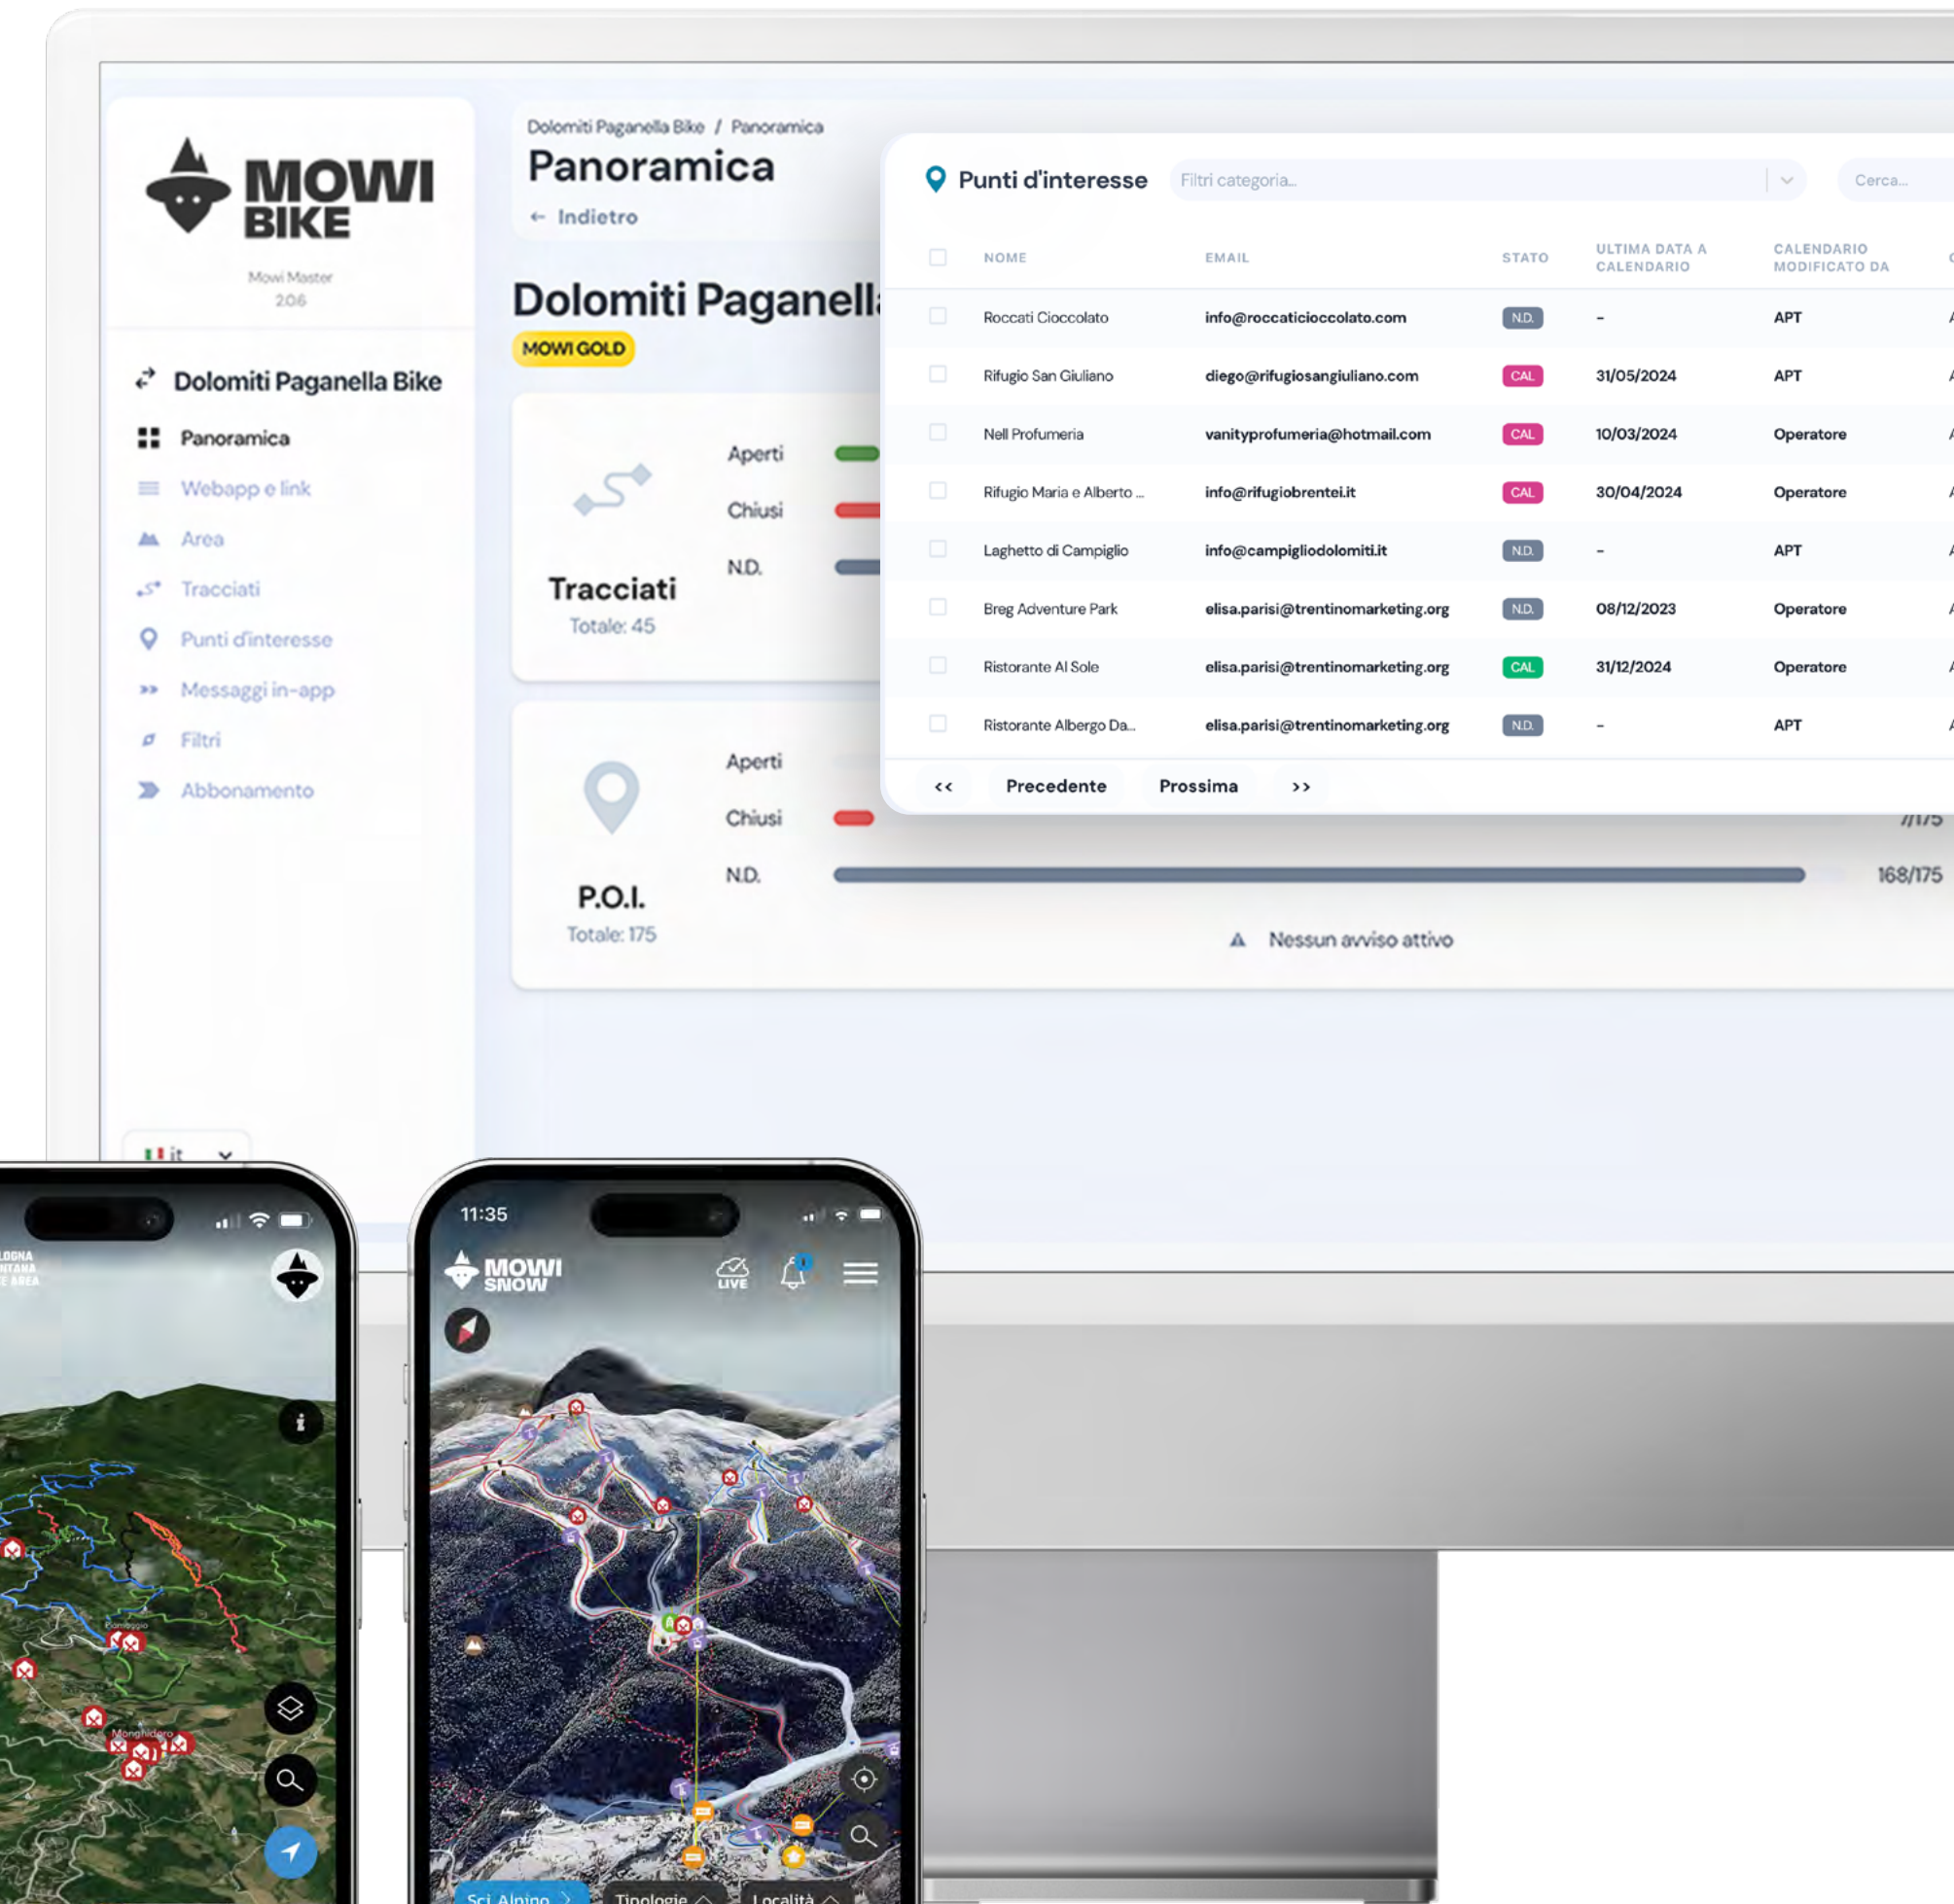 MOWI
BIKE
Mowi Master
2.0.6
Dolomiti Paganella Bike
Panoramica
Webapp e link
Area
Tracciati
Punti d'interesse
Messaggi in-app
Filtri
Abbonamento
it
Dolomiti Paganella Bike / Panoramica
Panoramica
← Indietro
Dolomiti Paganella
MOWI GOLD
Tracciati
Totale: 45
Aperti
Chiusi
N.D.
P.O.I.
Totale: 175
Aperti
Chiusi
7/175
N.D.
168/175
Nessun avviso attivo
Punti d'interesse
Filtri categoria...
Cerca...
NOME EMAIL STATO ULTIMA DATA A CALENDARIO CALENDARIO MODIFICATO DA
Roccati Cioccolato info@roccaticioccolato.com N.D. - APT
Rifugio San Giuliano diego@rifugiosangiuliano.com CAL 31/05/2024 APT
Nell Profumeria vanityprofumeria@hotmail.com CAL 10/03/2024 Operatore
Rifugio Maria e Alberto ... info@rifugiobrentei.it CAL 30/04/2024 Operatore
Laghetto di Campiglio info@campigliodolomiti.it N.D. - APT
Breg Adventure Park elisa.parisi@trentinomarketing.org N.D. 08/12/2023 Operatore
Ristorante Al Sole elisa.parisi@trentinomarketing.org CAL 31/12/2024 Operatore
Ristorante Albergo Da... elisa.parisi@trentinomarketing.org N.D. - APT
<< Precedente Prossima >>
Monghidoro
11:35
MOWI
SNOW
LIVE
Sci Alpino > Tipologie Località